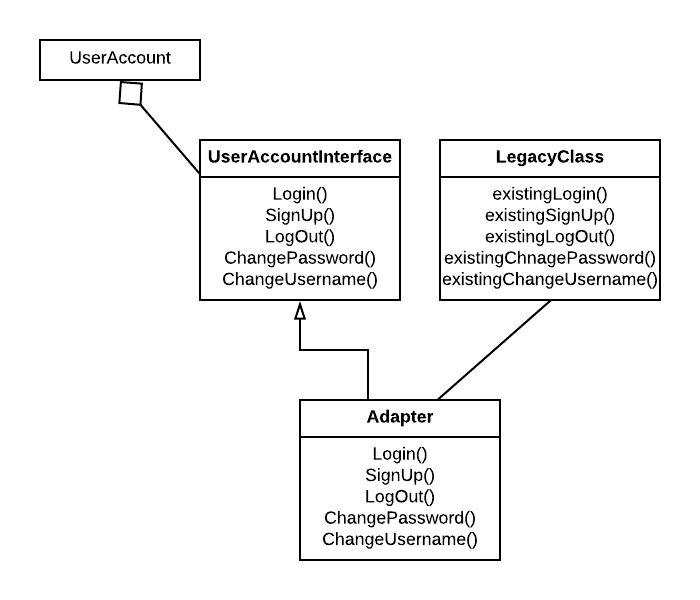 UserAccount
UserAccountInterface
Login()
SignUp()
LogOut()
ChangePassword()
ChangeUsername()
LegacyClass
existingLogin()
existingSignUp()
existingLogOut()
existingChnagePassword()
existingChangeUsername()
Adapter
Login()
SignUp()
LogOut()
ChangePassword()
ChangeUsername()